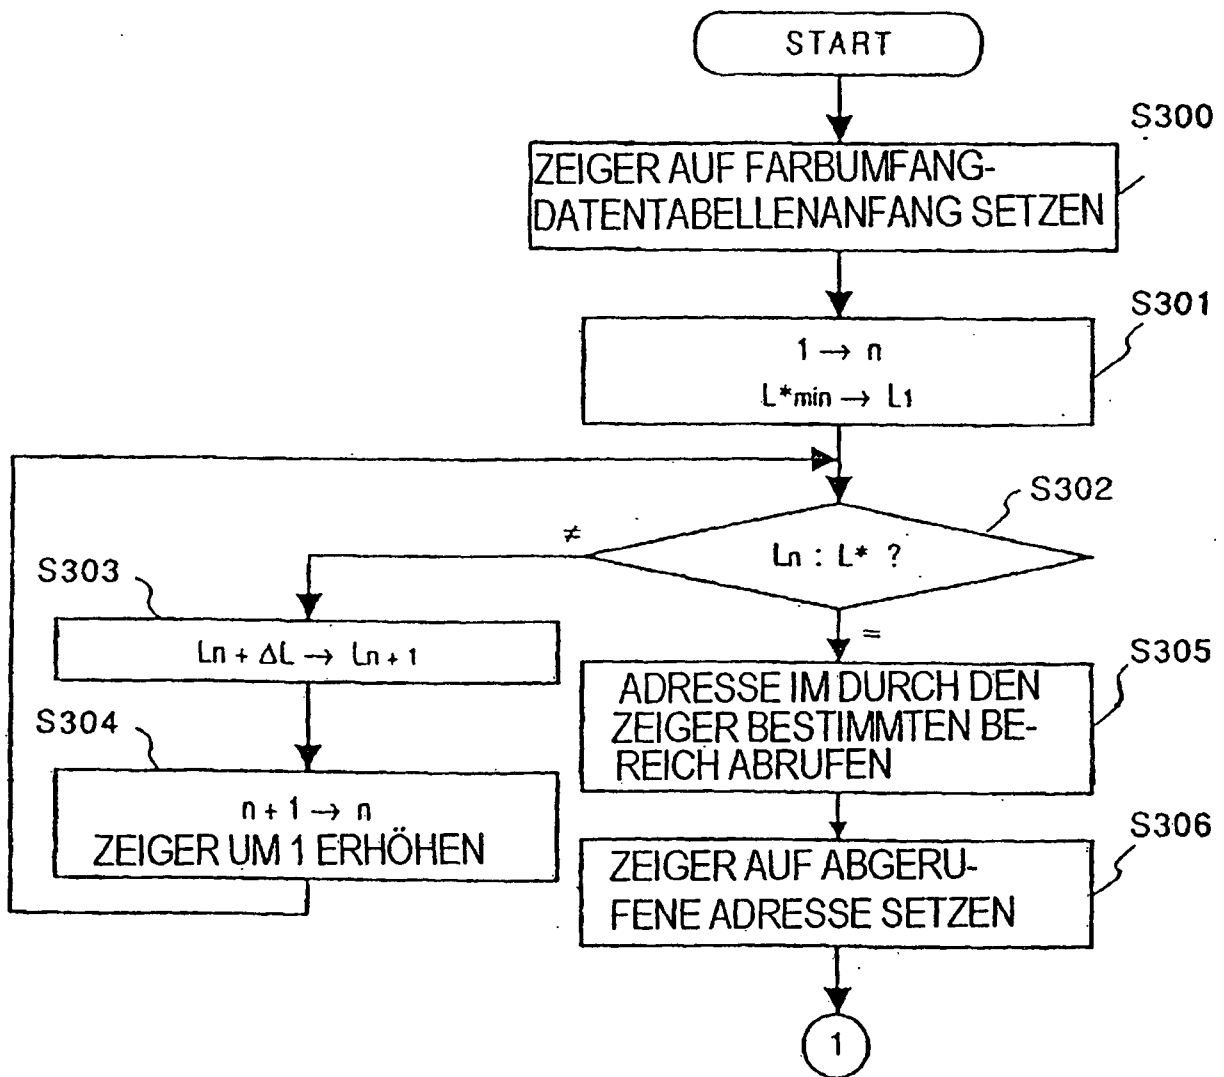 START
S300
ZEIGER AUF FARBUMFANG-
DATENTABELLENANFANG SETZEN
S301
1 → n
L*min → L1
S302
Ln : L* ?
≠
=
S303
Ln + ΔL → Ln + 1
S304
n + 1 → n
ZEIGER UM 1 ERHÖHEN
S305
ADRESSE IM DURCH DEN
ZEIGER BESTIMMTEN BE-
REICH ABRUFEN
S306
ZEIGER AUF ABGERU-
FENE ADRESSE SETZEN
1